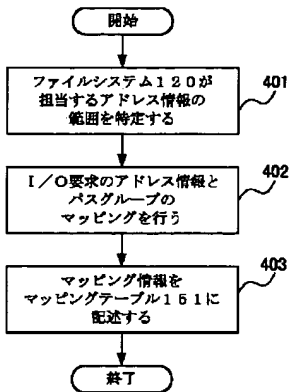 開始
ファイルシステム120が
担当するアドレス情報の
範囲を特定する
401
I/O要求のアドレス情報と
パスグループの
マッピングを行う
402
マッピング情報を
マッピングテーブル151に
記述する
403
終了